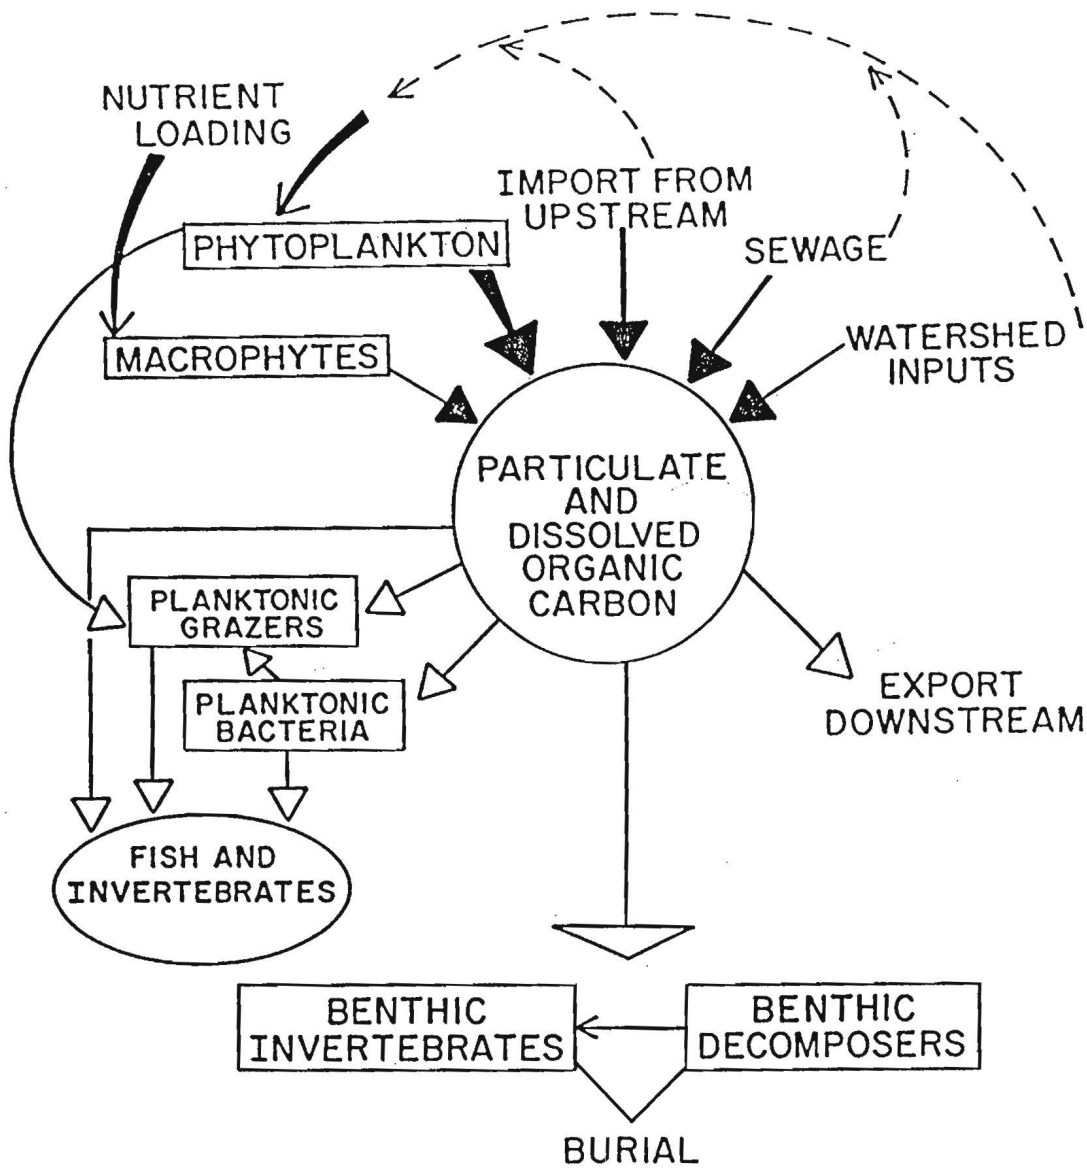 NUTRIENT
LOADING
IMPORT FROM
UPSTREAM
PHYTOPLANKTON
SEWAGE
MACROPHYTES
WATERSHED
INPUTS
PARTICULATE
AND
DISSOLVED
ORGANIC
CARBON
PLANKTONIC
GRAZERS
PLANKTONIC
BACTERIA
EXPORT
DOWNSTREAM
FISH AND
INVERTEBRATES
BENTHIC
INVERTEBRATES
BENTHIC
DECOMPOSERS
BURIAL